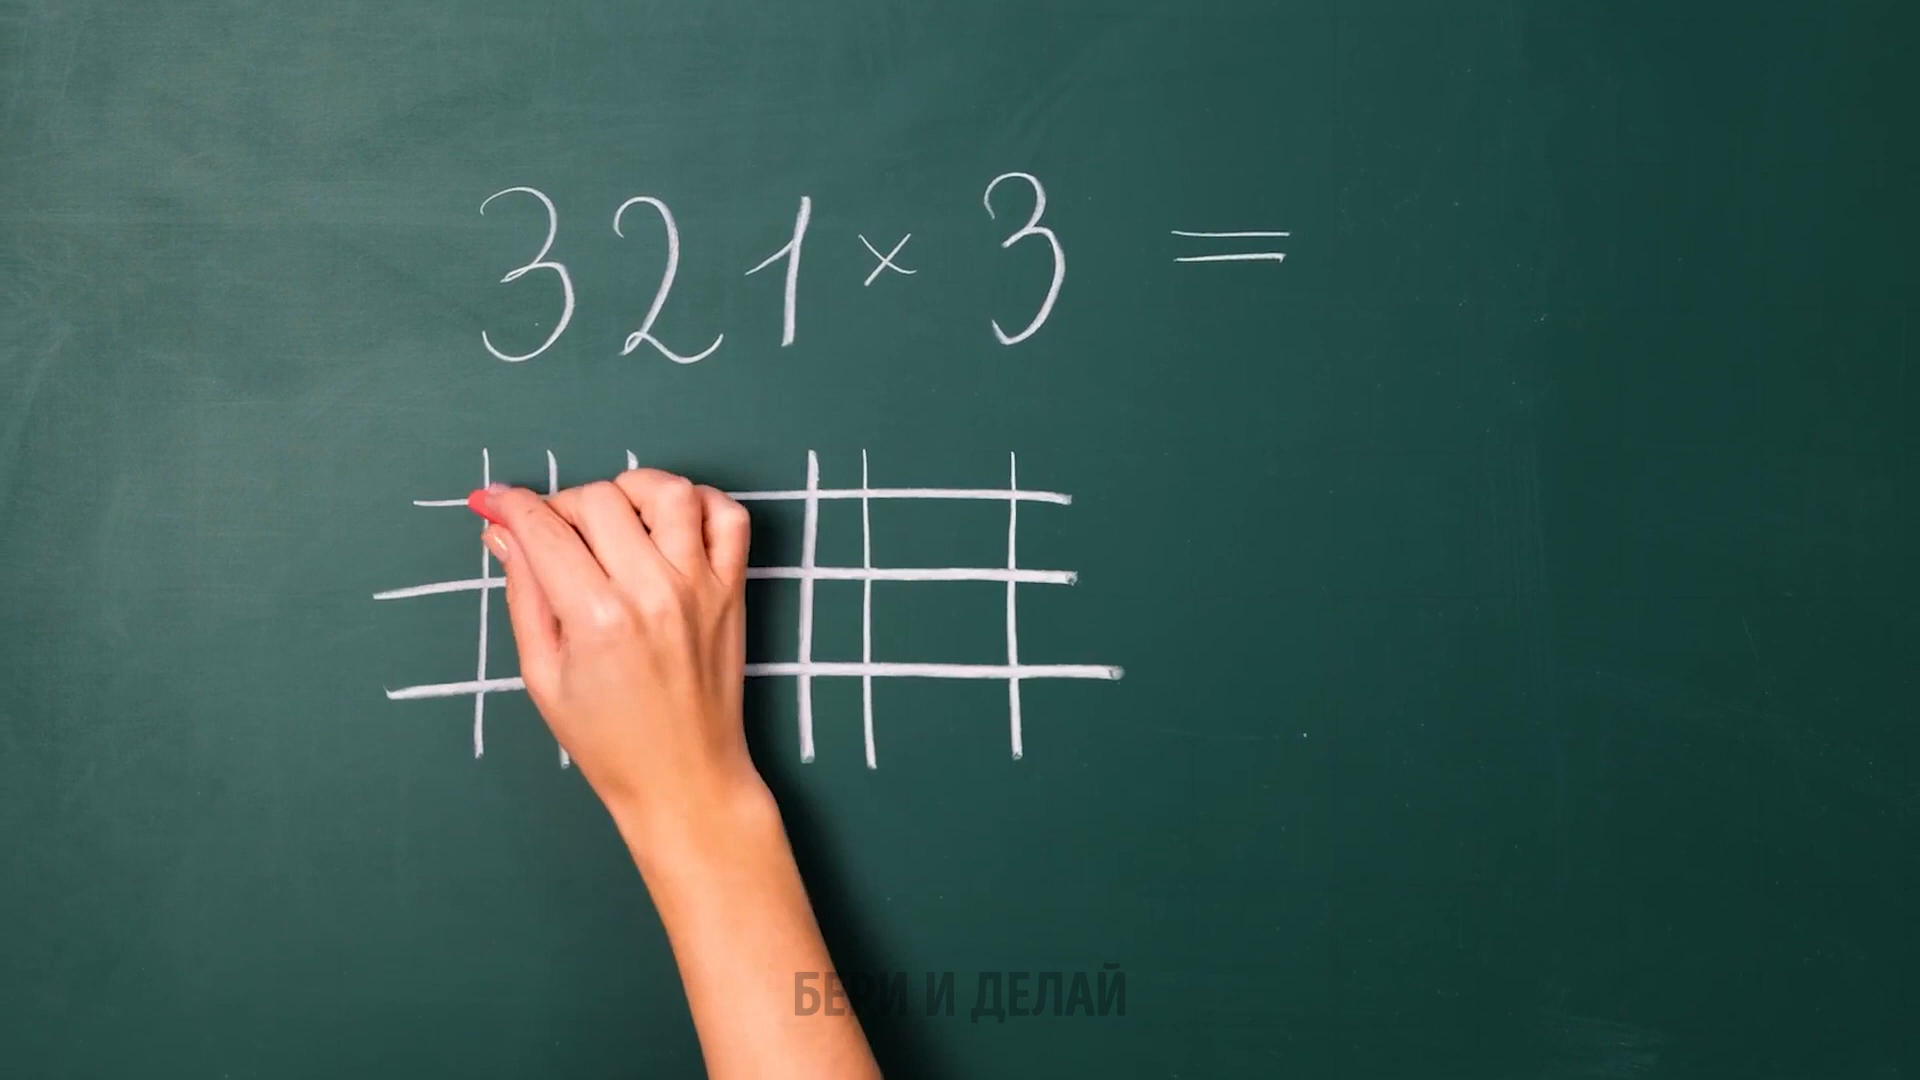 321 × 3 =
БЕРИ И ДЕЛАЙ